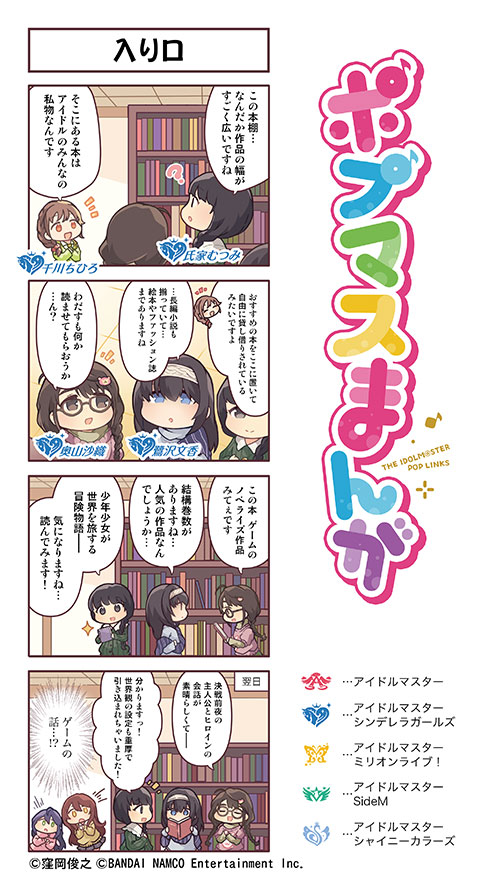 入り口
この本棚…
なんだか作品の幅が
すごく広いですね
そこにある本は
アイドルのみんなの
私物なんです
?
氏家むつみ
千川ちひろ
おすすめの本をここに置いて
自由に貸し借りされている
みたいですよ
…長編小説も
揃っていて…
絵本やファッション誌
まであります​ね
わだすも何か
読ませてもらおうか
…ん?
鷺沢文香
奥山沙織
この本 ゲームの
ノベライズ作品
みてぇです
結構巻数が
ありますね…
人気の作品なん
でしょうか…
少年少女が
世界を旅する
冒険物語──
気になりますね…
読んでみます!
翌日
決戦前夜の
主人公とヒロインの
会話が
素晴らしくて──
分かりますっ!
世界観の設定も重厚で
引き込まれちゃいました!
ゲームの
話…!?
ポプマスまんが
THE IDOLM@STER
POP LINKS
…アイドルマスター
…アイドルマスター
シンデレラガールズ
…アイドルマスター
ミリオンライブ!
…アイドルマスター
SideM
…アイドルマスター
シャイニーカラーズ
©窪岡俊之 ©BANDAI NAMCO Entertainment Inc.